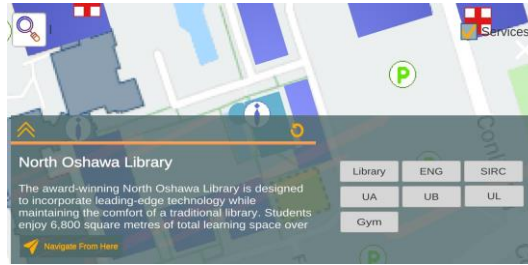 Services
P
North Oshawa Library
The award-winning North Oshawa Library is designed
to incorporate leading-edge technology while
maintaining the comfort of a traditional library. Students
enjoy 6,800 square metres of total learning space over
Navigate From Here
Library ENG SIRC
UA UB UL
Gym
P